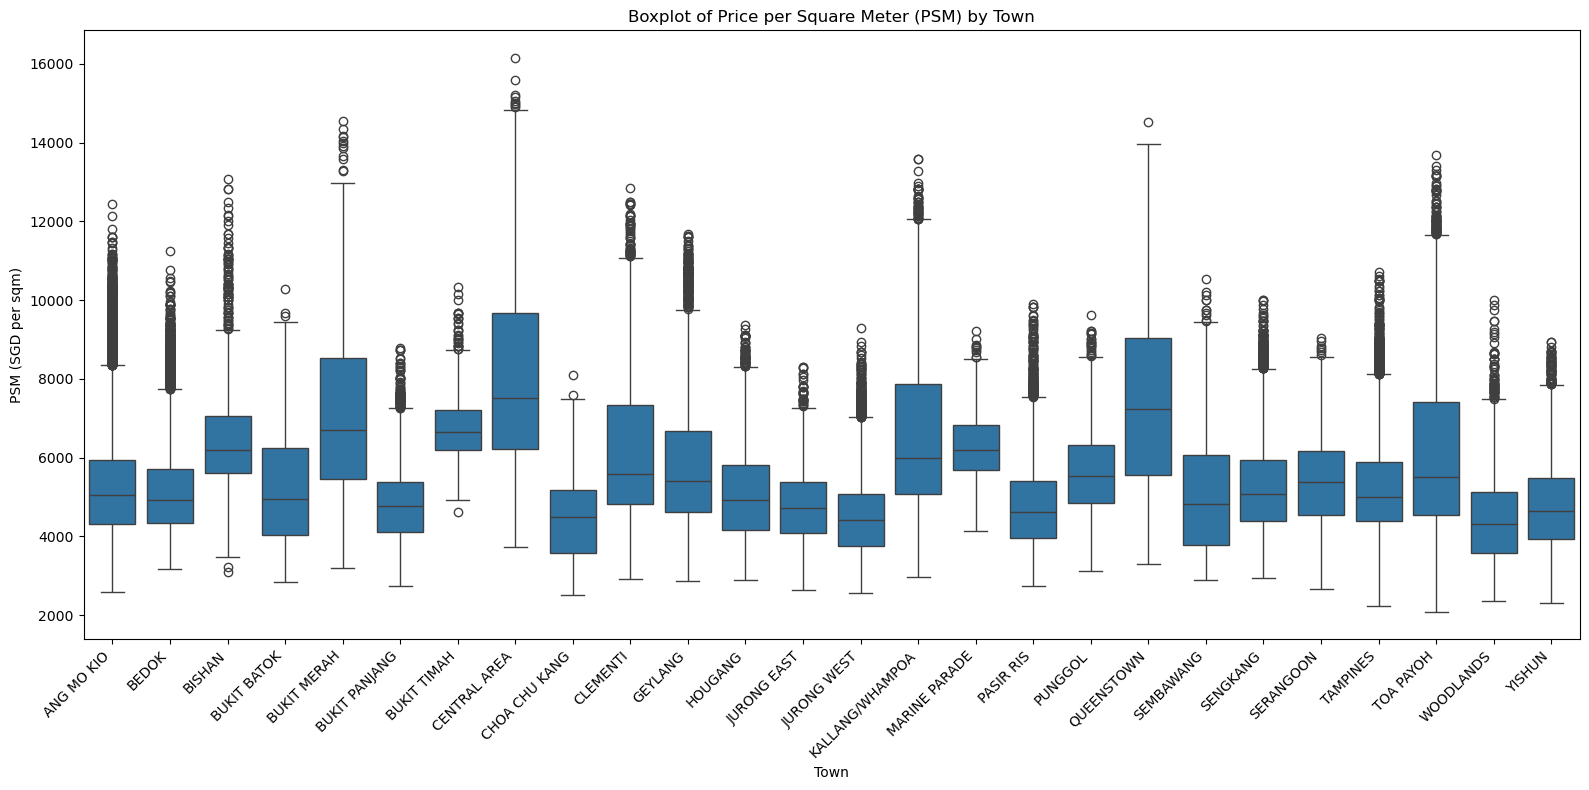 Boxplot of Price per Square Meter (PSM) by Town
PSM (SGD per sqm)
16000
14000
12000
10000
8000
6000
4000
2000
ANG MO KIO
BEDOK
BISHAN
BUKIT BATOK
BUKIT MERAH
BUKIT PANJANG
BUKIT TIMAH
CENTRAL AREA
CHOA CHU KANG
CLEMENTI
GEYLANG
HOUGANG
JURONG EAST
JURONG WEST
KALLANG/WHAMPOA
MARINE PARADE
PASIR RIS
PUNGGOL
QUEENSTOWN
SEMBAWANG
SENGKANG
SERANGOON
TAMPINES
TOA PAYOH
WOODLANDS
YISHUN
Town